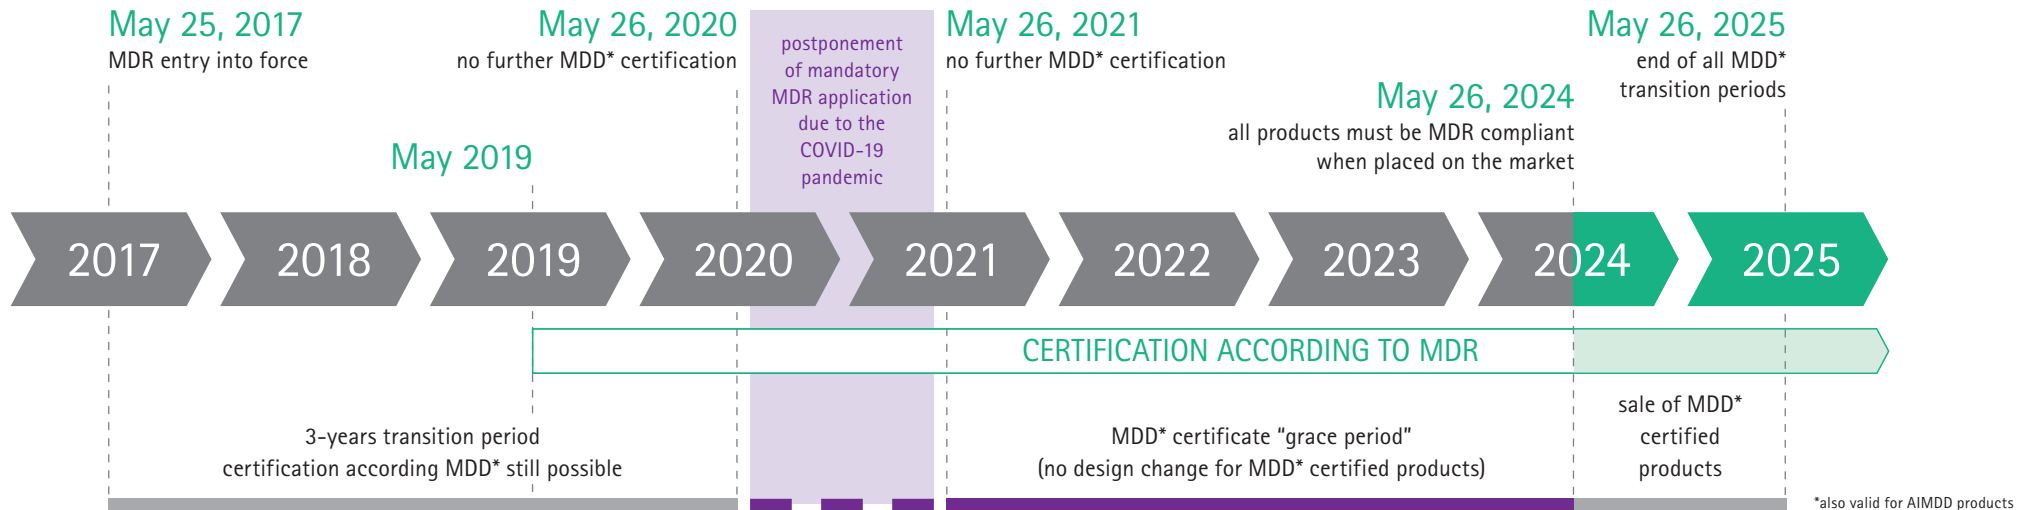 May 25, 2017
MDR entry into force
May 26, 2020
no further MDD* certification
postponement
of mandatory
MDR application
due to the
COVID-19
pandemic
May 26, 2021
no further MDD* certification
May 26, 2025
end of all MDD*
transition periods
May 26, 2024
all products must be MDR compliant
when placed on the market
May 2019
2017
2018
2019
2020
2021
2022
2023
2024
2025
CERTIFICATION ACCORDING TO MDR
3-years transition period
certification according MDD* still possible
MDD* certificate “grace period”
(no design change for MDD* certified products)
sale of MDD*
certified
products
*also valid for AIMDD products